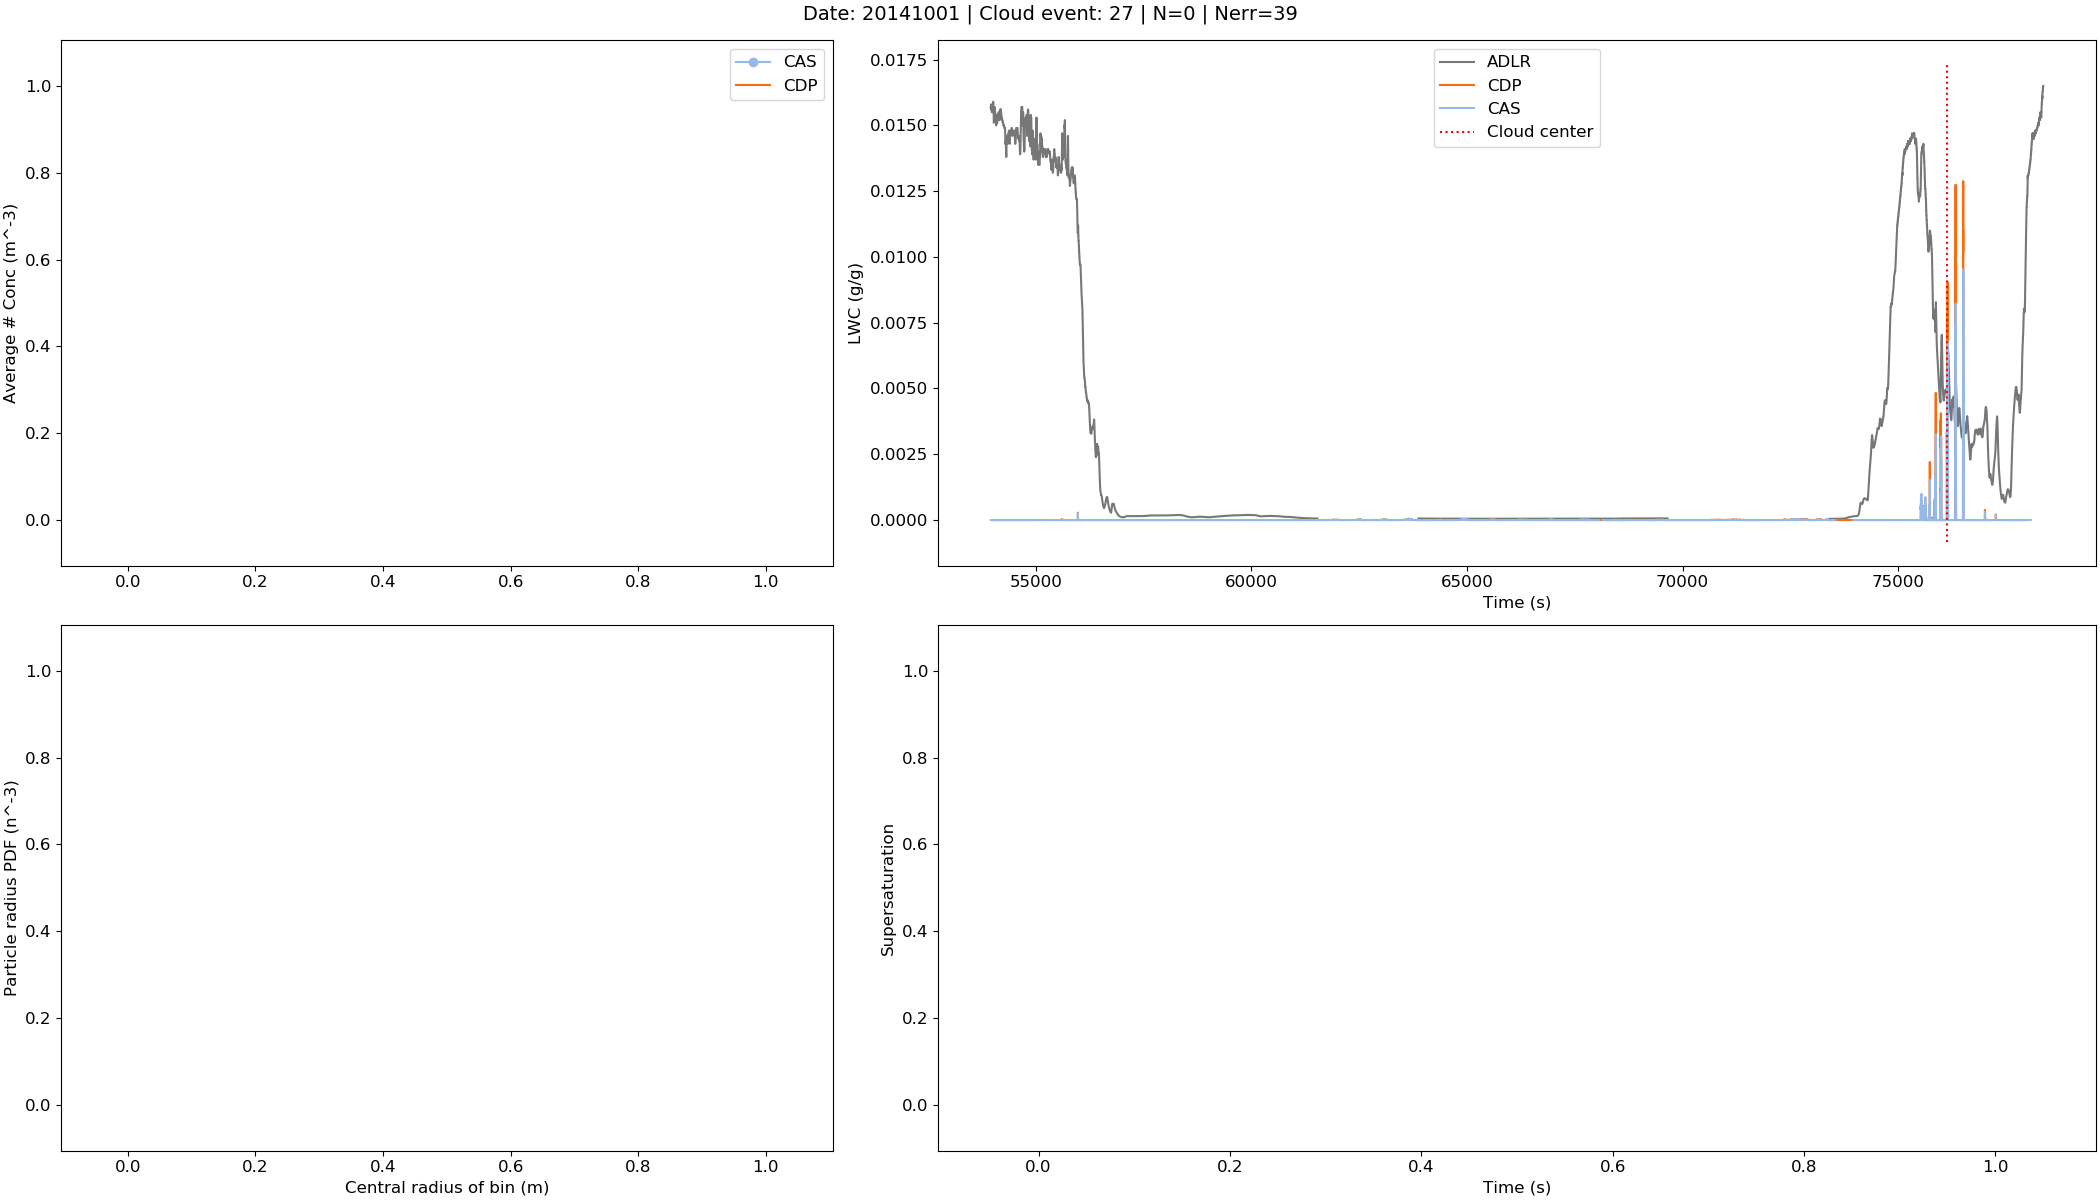 Date: 20141001 | Cloud event: 27 | N=0 | Nerr=39
Average # Conc (m^-3)
1.0
0.8
0.6
0.4
0.2
0.0
0.0 0.2 0.4 0.6 0.8 1.0
CAS
CDP
LWC (g/g)
0.0175
0.0150
0.0125
0.0100
0.0075
0.0050
0.0025
0.0000
55000 60000 65000 70000 75000
Time (s)
ADLR
CDP
CAS
Cloud center
Particle radius PDF (n^-3)
1.0
0.8
0.6
0.4
0.2
0.0
0.0 0.2 0.4 0.6 0.8 1.0
Central radius of bin (m)
Supersaturation
1.0
0.8
0.6
0.4
0.2
0.0
0.0 0.2 0.4 0.6 0.8 1.0
Time (s)